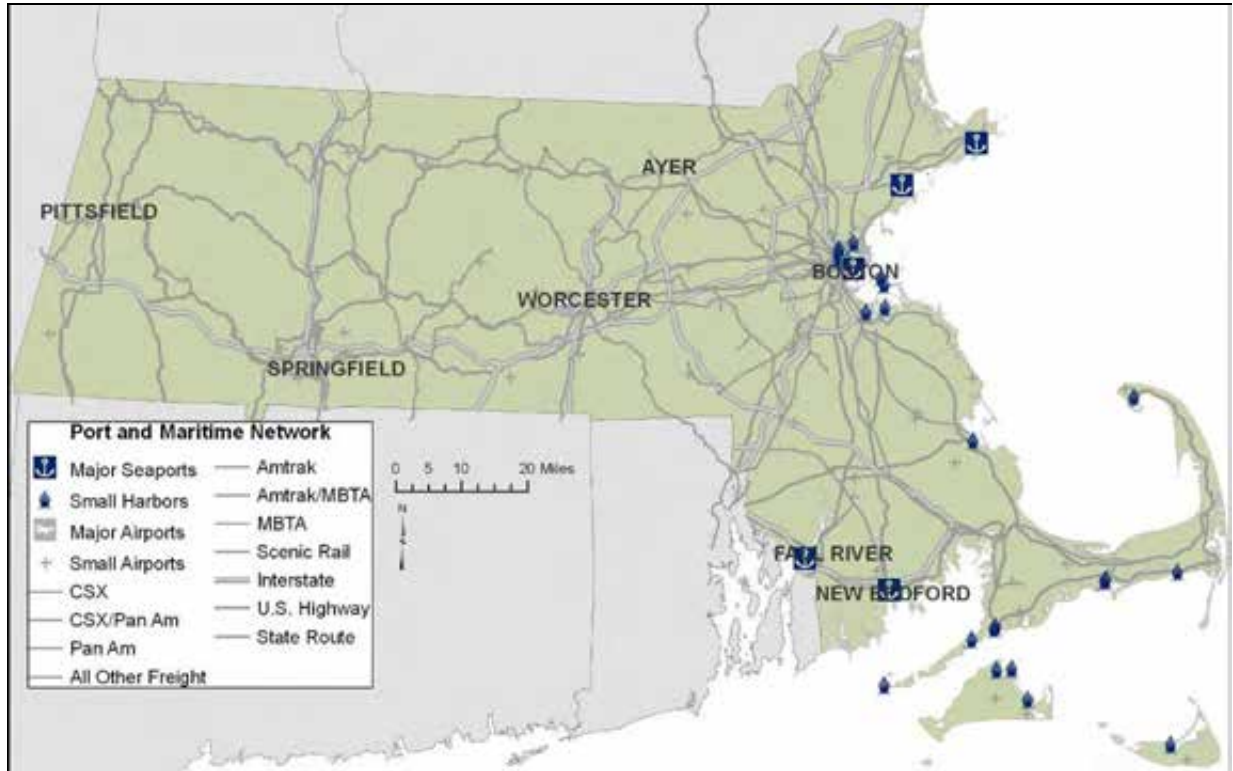 AYER
PITTSFIELD
BOSTON
WORCESTER
SPRINGFIELD
FALL RIVER
NEW BEDFORD
Port and Maritime Network
Major Seaports
Small Harbors
Major Airports
Small Airports
CSX
CSX/Pan Am
Pan Am
All Other Freight
Amtrak
Amtrak/MBTA
MBTA
Scenic Rail
Interstate
U.S. Highway
State Route
0 5 10 20 Miles
N